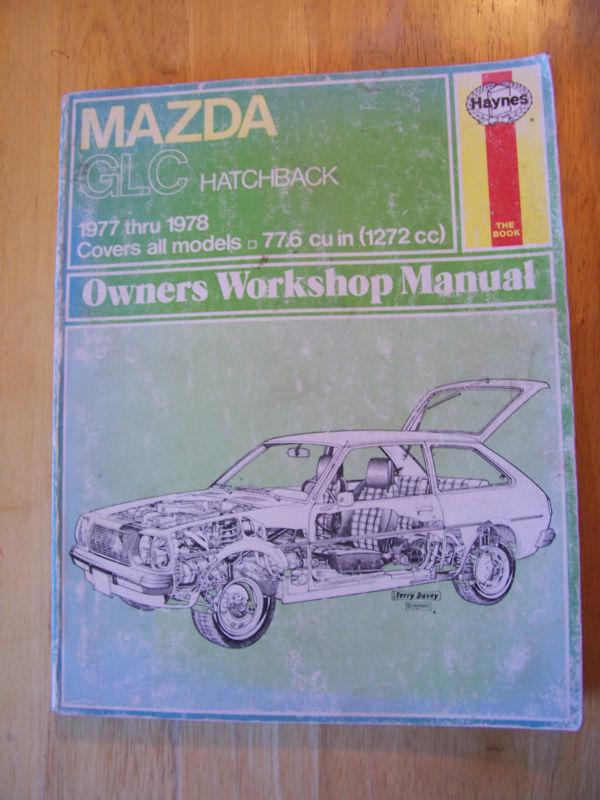 MAZDA
GLC HATCHBACK
1977 thru 1978
Covers all models 77.6 cu in (1272 cc)
Haynes
THE
BOOK
Owners Workshop Manual
Terry Davey